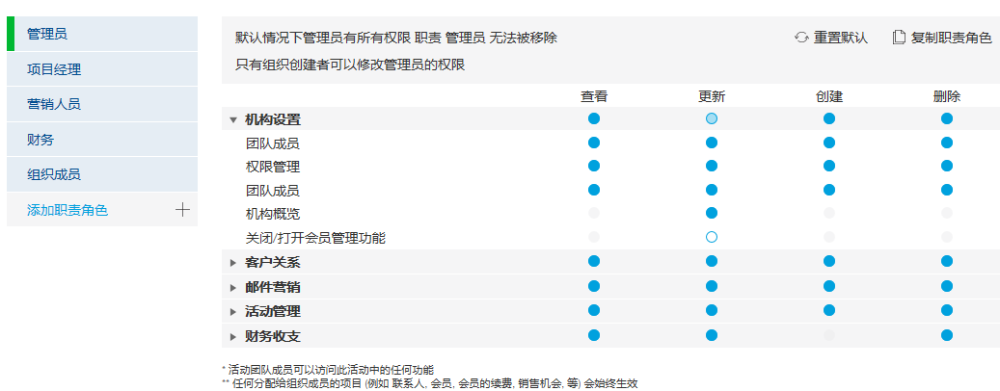 管理员
项目经理
营销人员
财务
组织成员
添加职责角色
默认情况下管理员有所有权限 职责 管理员 无法被移除
重置默认
复制职责角色
只有组织创建者可以修改管理员的权限
查看 更新 创建 删除
机构设置
团队成员
权限管理
团队成员
机构概览
关闭/打开会员管理功能
客户关系
邮件营销
活动管理
财务收支
* 活动团队成员可以访问此活动中的任何功能
** 任何分配给组织成员的项目 (例如 联系人, 会员, 会员的续费, 销售机会, 等) 会始终生效